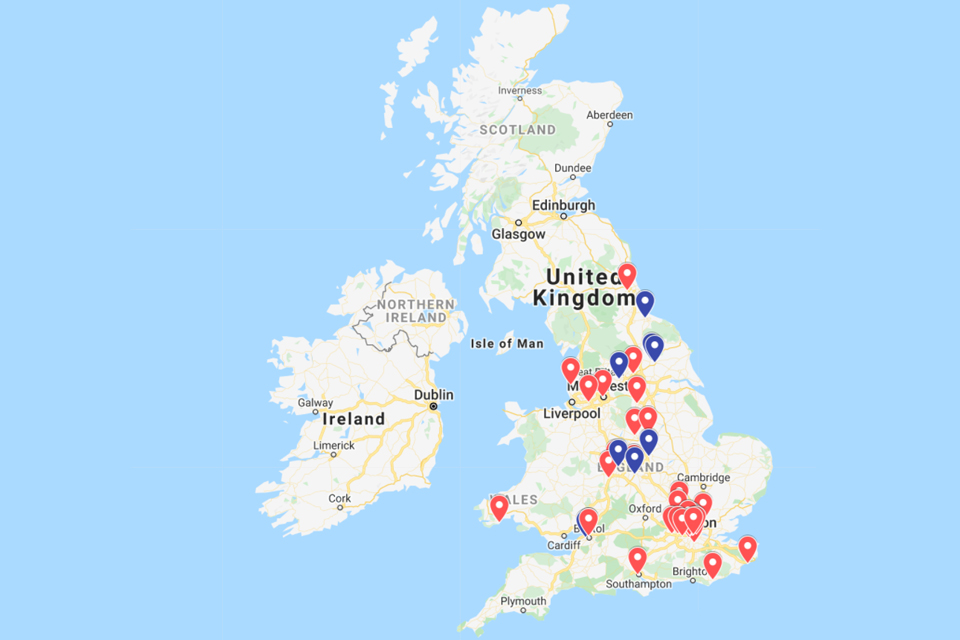 Inverness
Aberdeen
SCOTLAND
Dundee
Edinburgh
Glasgow
United
Kingdom
NORTHERN
IRELAND
Isle of Man
Dublin
Galway
Ireland
Liverpool
Limerick
ENGLAND
Cambridge
Cork
WALES
Oxford
Cardiff
Brighton
Southampton
Plymouth